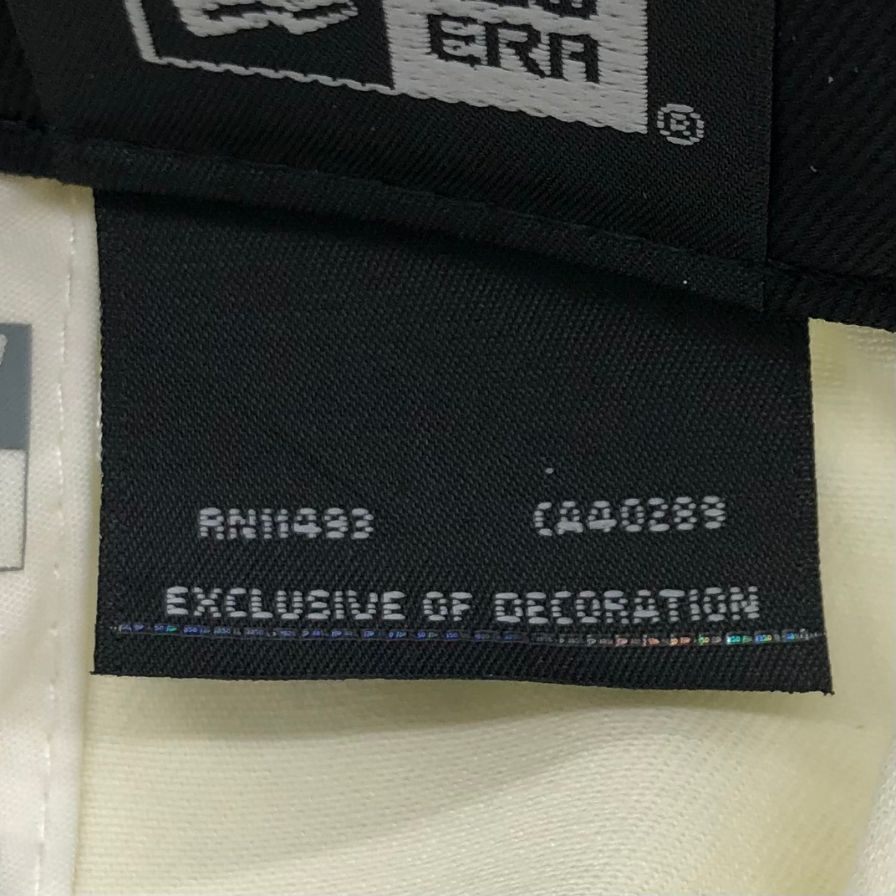 ERA
®
RN11493 CA40289
EXCLUSIVE OF DECORATION